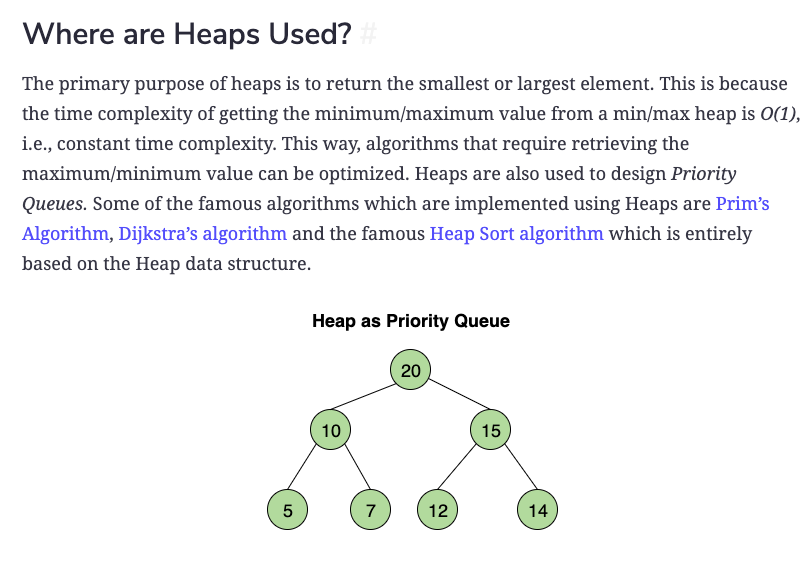 Where are Heaps Used? #
The primary purpose of heaps is to return the smallest or largest element. This is because
the time complexity of getting the minimum/maximum value from a min/max heap is O(1),
i.e., constant time complexity. This way, algorithms that require retrieving the
maximum/minimum value can be optimized. Heaps are also used to design Priority
Queues. Some of the famous algorithms which are implemented using Heaps are Prim’s
Algorithm, Dijkstra’s algorithm and the famous Heap Sort algorithm which is entirely
based on the Heap data structure.
Heap as Priority Queue
20
10 15
5 7 12 14